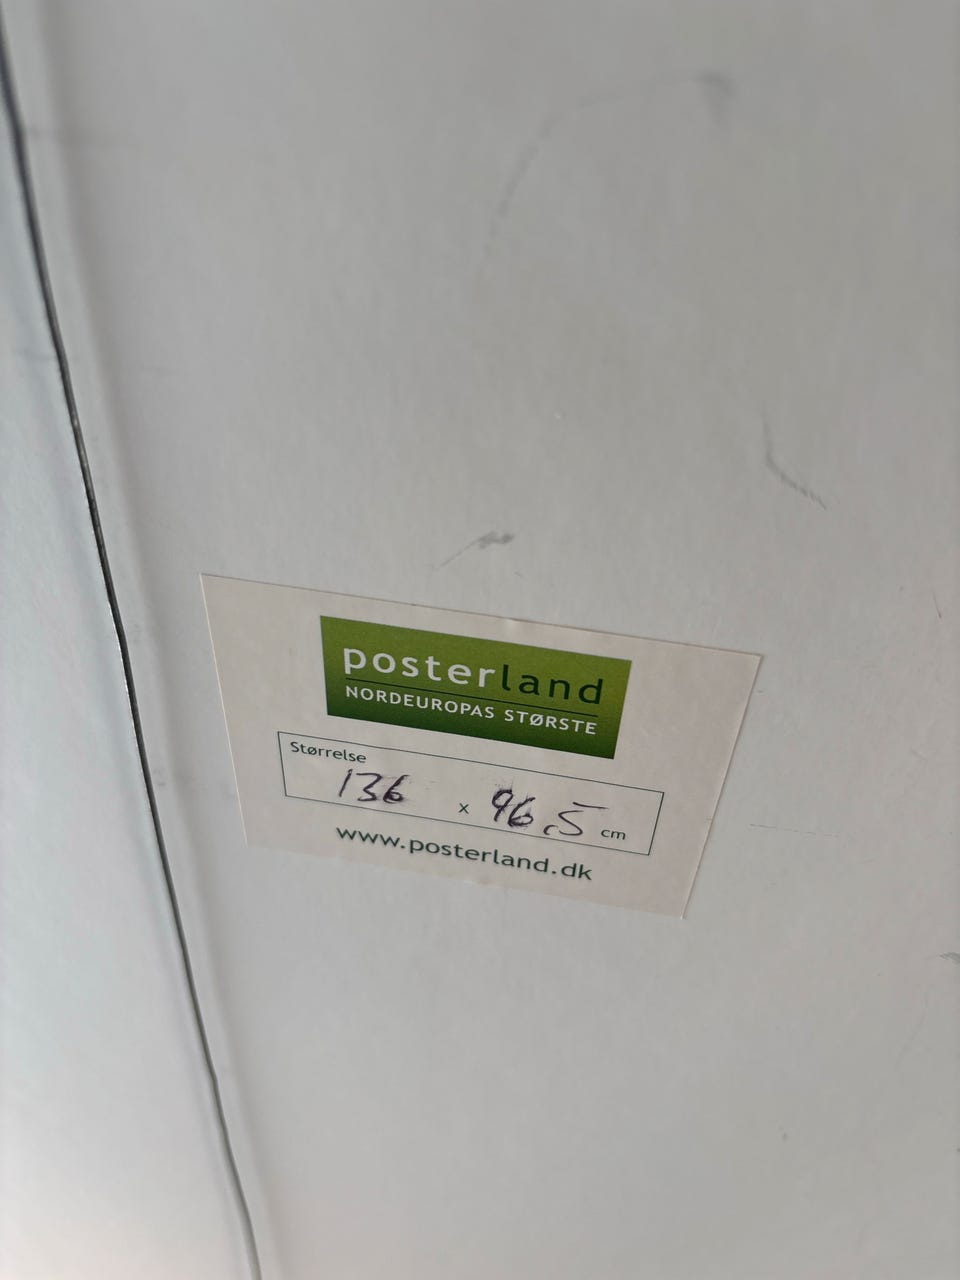 posterland
NORDEUROPAS STØRSTE
Størrelse
136 x 96,5 cm
www.posterland.dk